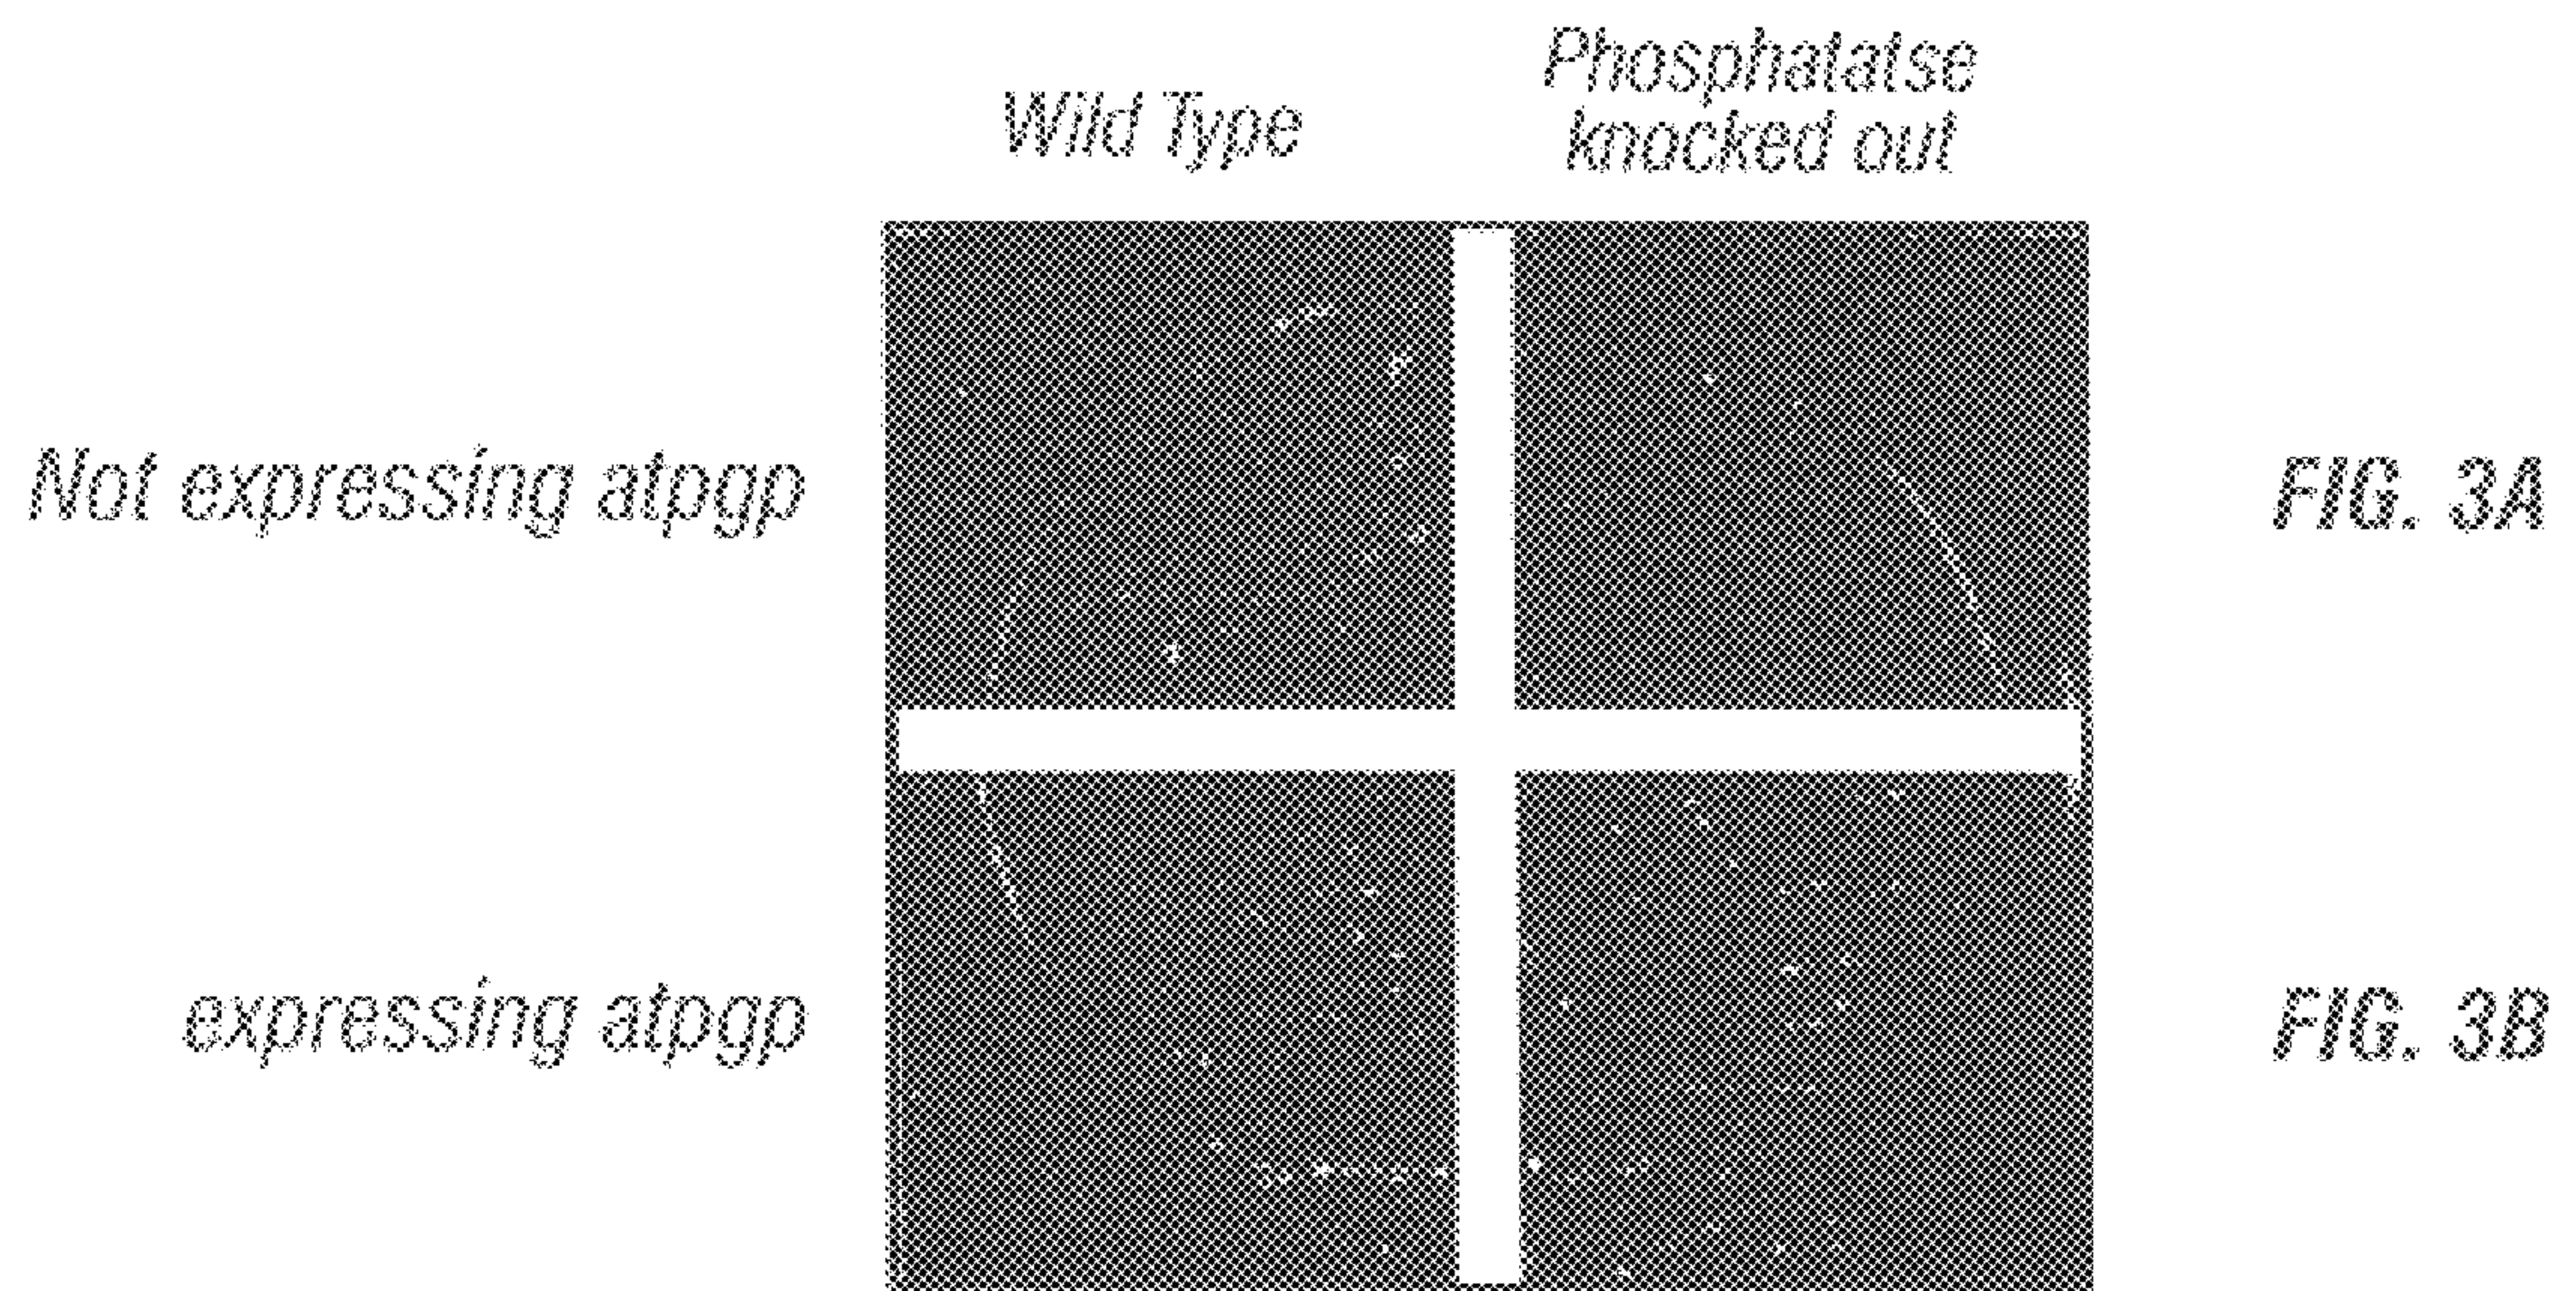 Wild Type
Phosphatatse
knocked out
Not expressing atpgp
FIG. 3A
expressing atpgp
FIG. 3B